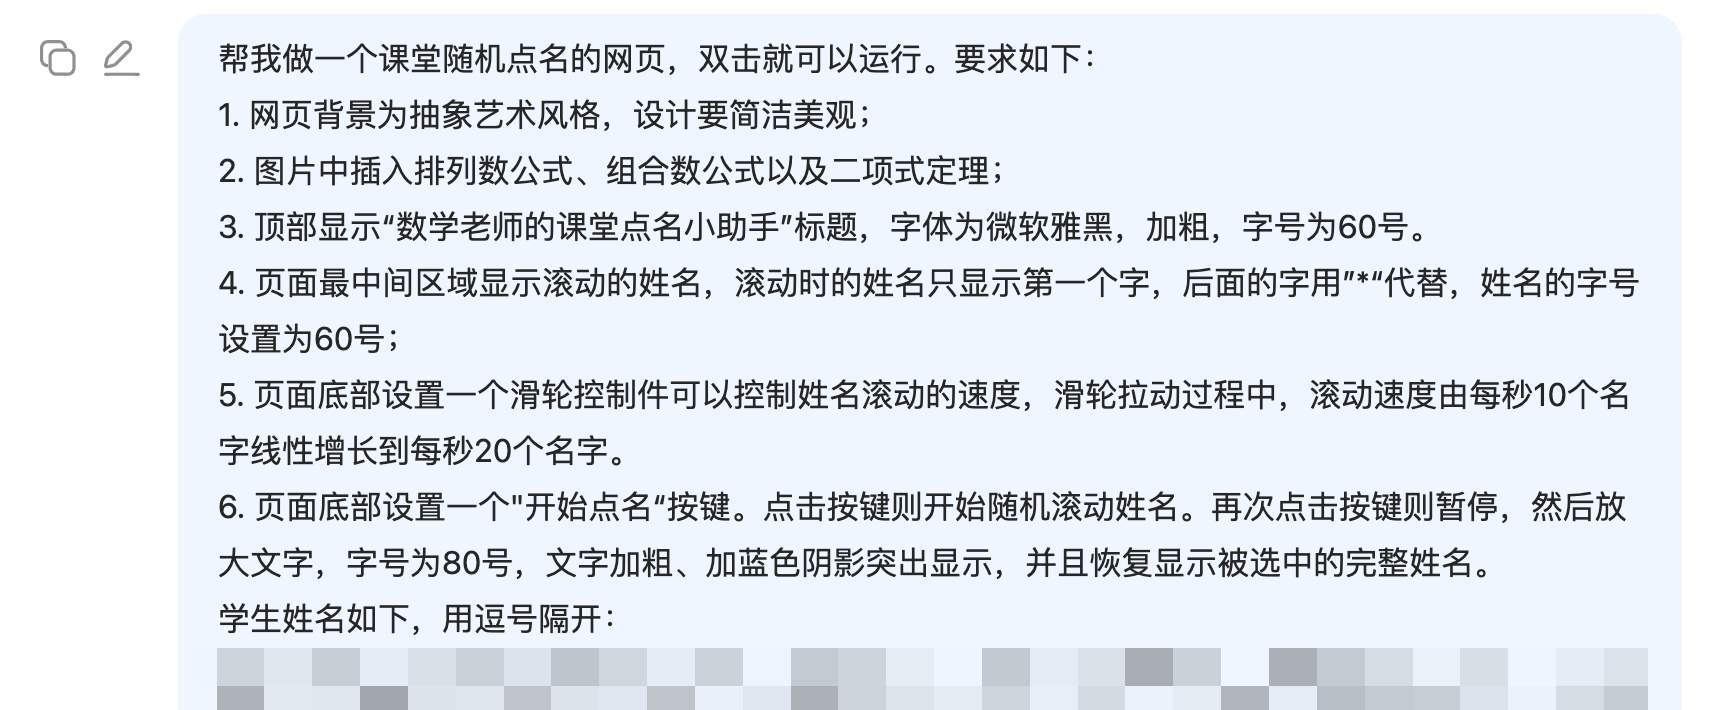 帮我做一个课堂随机点名的网页，双击就可以运行。要求如下：
1. 网页背景为抽象艺术风格，设计要简洁美观；
2. 图片中插入排列数公式、组合数公式以及二项式定理；
3. 顶部显示“数学老师的课堂点名小助手”标题，字体为微软雅黑，加粗，字号为60号。
4. 页面最中间区域显示滚动的姓名，滚动时的姓名只显示第一个字，后面的字用”*“代替，姓名的字号
设置为60号；
5. 页面底部设置一个滑轮控制件可以控制姓名滚动的速度，滑轮拉动过程中，滚动速度由每秒10个名
字线性增长到每秒20个名字。
6. 页面底部设置一个"开始点名“按键。点击按键则开始随机滚动姓名。再次点击按键则暂停，然后放
大文字，字号为80号，文字加粗、加蓝色阴影突出显示，并且恢复显示被选中的完整姓名。
学生姓名如下，用逗号隔开：